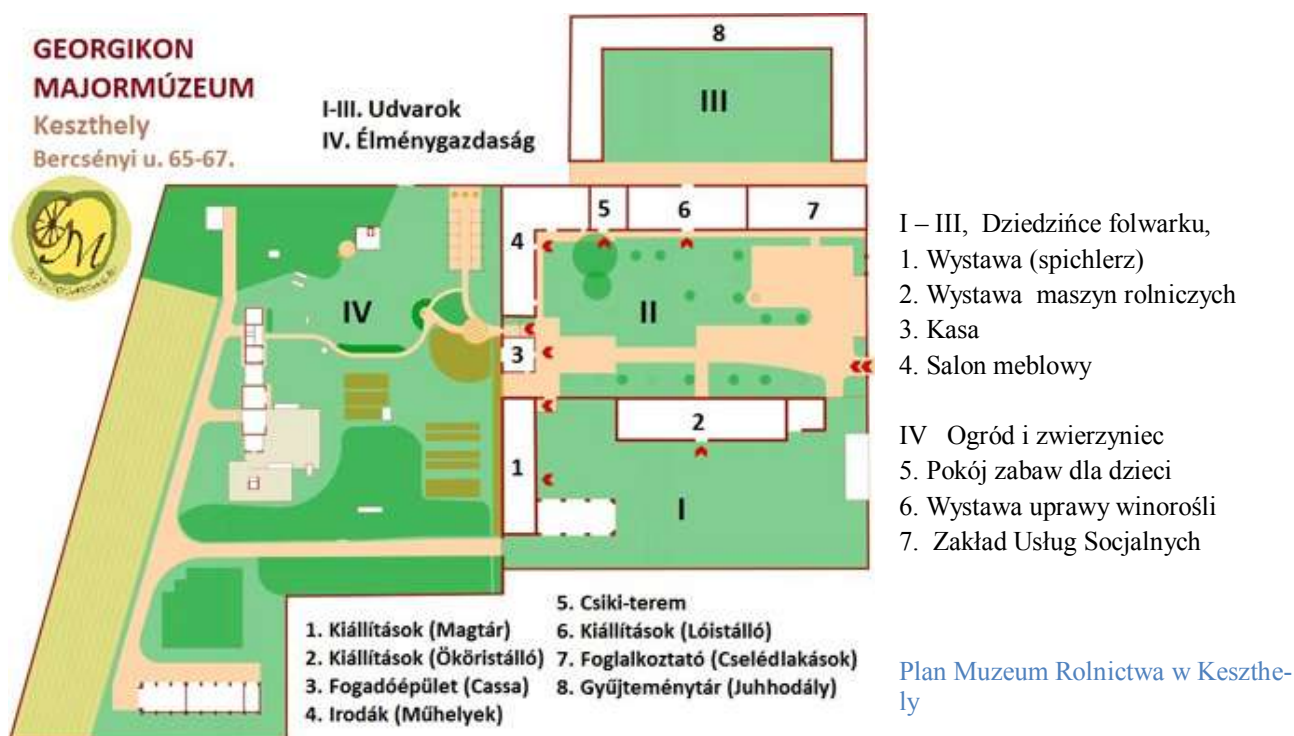 GEORGIKON
MAJORMÚZEUM
Keszthely
Bercsényi u. 65-67.
I-III. Udvarok
IV. Élménygazdaság
GM
8
III
5
6
7
4
IV
II
3
2
1
I
1. Kiállítások (Magtár)
2. Kiállítások (Ököristálló)
3. Fogadóépület (Cassa)
4. Irodák (Műhelyek)
5. Csiki-terem
6. Kiállítások (Lóistálló)
7. Foglalkoztató (Cselédlakások)
8. Gyűjteménytár (Juhhodály)
I – III, Dziedzińce folwarku,
1. Wystawa (spichlerz)
2. Wystawa maszyn rolniczych
3. Kasa
4. Salon meblowy
IV Ogród i zwierzyniec
5. Pokój zabaw dla dzieci
6. Wystawa uprawy winorośli
7. Zakład Usług Socjalnych
Plan Muzeum Rolnictwa w Keszthe-
ly